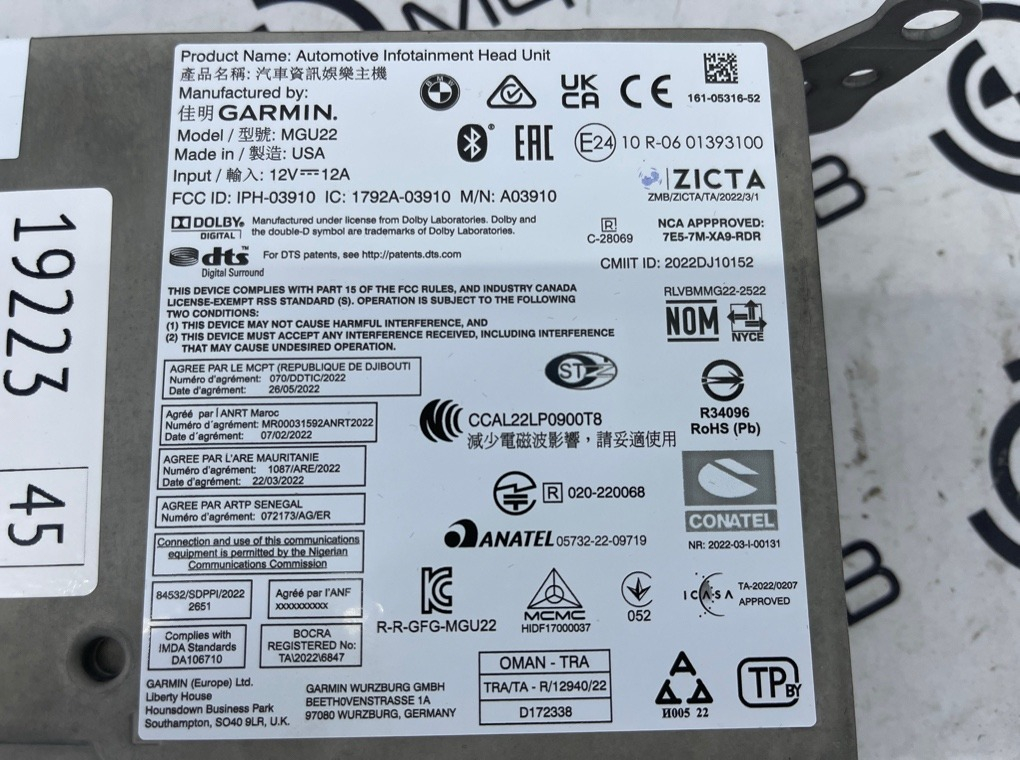 Product Name: Automotive Infotainment Head Unit
產品名稱: 汽車資訊娛樂主機
Manufactured by:
佳明 GARMIN.
Model / 型號: MGU22
Made in / 製造: USA
Input / 輸入: 12V⎓12A
FCC ID: IPH-03910 IC: 1792A-03910 M/N: A03910
BMW
UK
CA
CE
161-05316-52
EAC
E24 10 R-06 01393100
ZICTA
ZMB/ZICTA/TA/2022/3/1
DOLBY
DIGITAL
Manufactured under license from Dolby Laboratories. Dolby and
the double-D symbol are trademarks of Dolby Laboratories.
R
C-28069
NCA APPPROVED:
7E5-7M-XA9-RDR
dts™
Digital Surround
For DTS patents, see http://patents.dts.com
CMIIT ID: 2022DJ10152
THIS DEVICE COMPLIES WITH PART 15 OF THE FCC RULES, AND INDUSTRY CANADA
LICENSE-EXEMPT RSS STANDARD (S). OPERATION IS SUBJECT TO THE FOLLOWING
TWO CONDITIONS:
(1) THIS DEVICE MAY NOT CAUSE HARMFUL INTERFERENCE, AND
(2) THIS DEVICE MUST ACCEPT ANY INTERFERENCE RECEIVED, INCLUDING INTERFERENCE
THAT MAY CAUSE UNDESIRED OPERATION.
RLVBMMG22-2522
NOM
NYCE
AGREE PAR LE MCPT (REPUBLIQUE DE DJIBOUTI
Numéro d'agrément: 070/DDTIC/2022
Date d'agrément: 26/05/2022
Agréé par l ANRT Maroc
Numéro d'agrément: MR00031592ANRT2022
Date d'agrément: 07/02/2022
AGREE PAR L'ARE MAURITANIE
Numéro d'agrément: 1087/ARE/2022
Date d'agrément: 22/03/2022
AGREE PAR ARTP SENEGAL
Numéro d'agrément: 072173/AG/ER
Connection and use of this communications
equipment is permitted by the Nigerian
Communications Commission
CCAL22LP0900T8
減少電磁波影響，請妥適使用
R34096
RoHS (Pb)
R 020-220068
CONATEL
NR: 2022-03-I-00131
ANATEL 05732-22-09719
84532/SDPPI/2022
2651
Agréé par l'ANF
xxxxxxxxxx
Complies with
IMDA Standards
DA106710
BOCRA
REGISTERED No:
TA\2022\6847
R-R-GFG-MGU22
MCMC
HIDF17000037
052
ICASA
TA-2022/0207
APPROVED
GARMIN (Europe) Ltd.
Liberty House
Hounsdown Business Park
Southampton, SO40 9LR, U.K.
GARMIN WURZBURG GMBH
BEETHOVENSTRASSE 1A
97080 WURZBURG, GERMANY
OMAN - TRA
TRA/TA - R/12940/22
D172338
И005 22
TP BY
19223
45